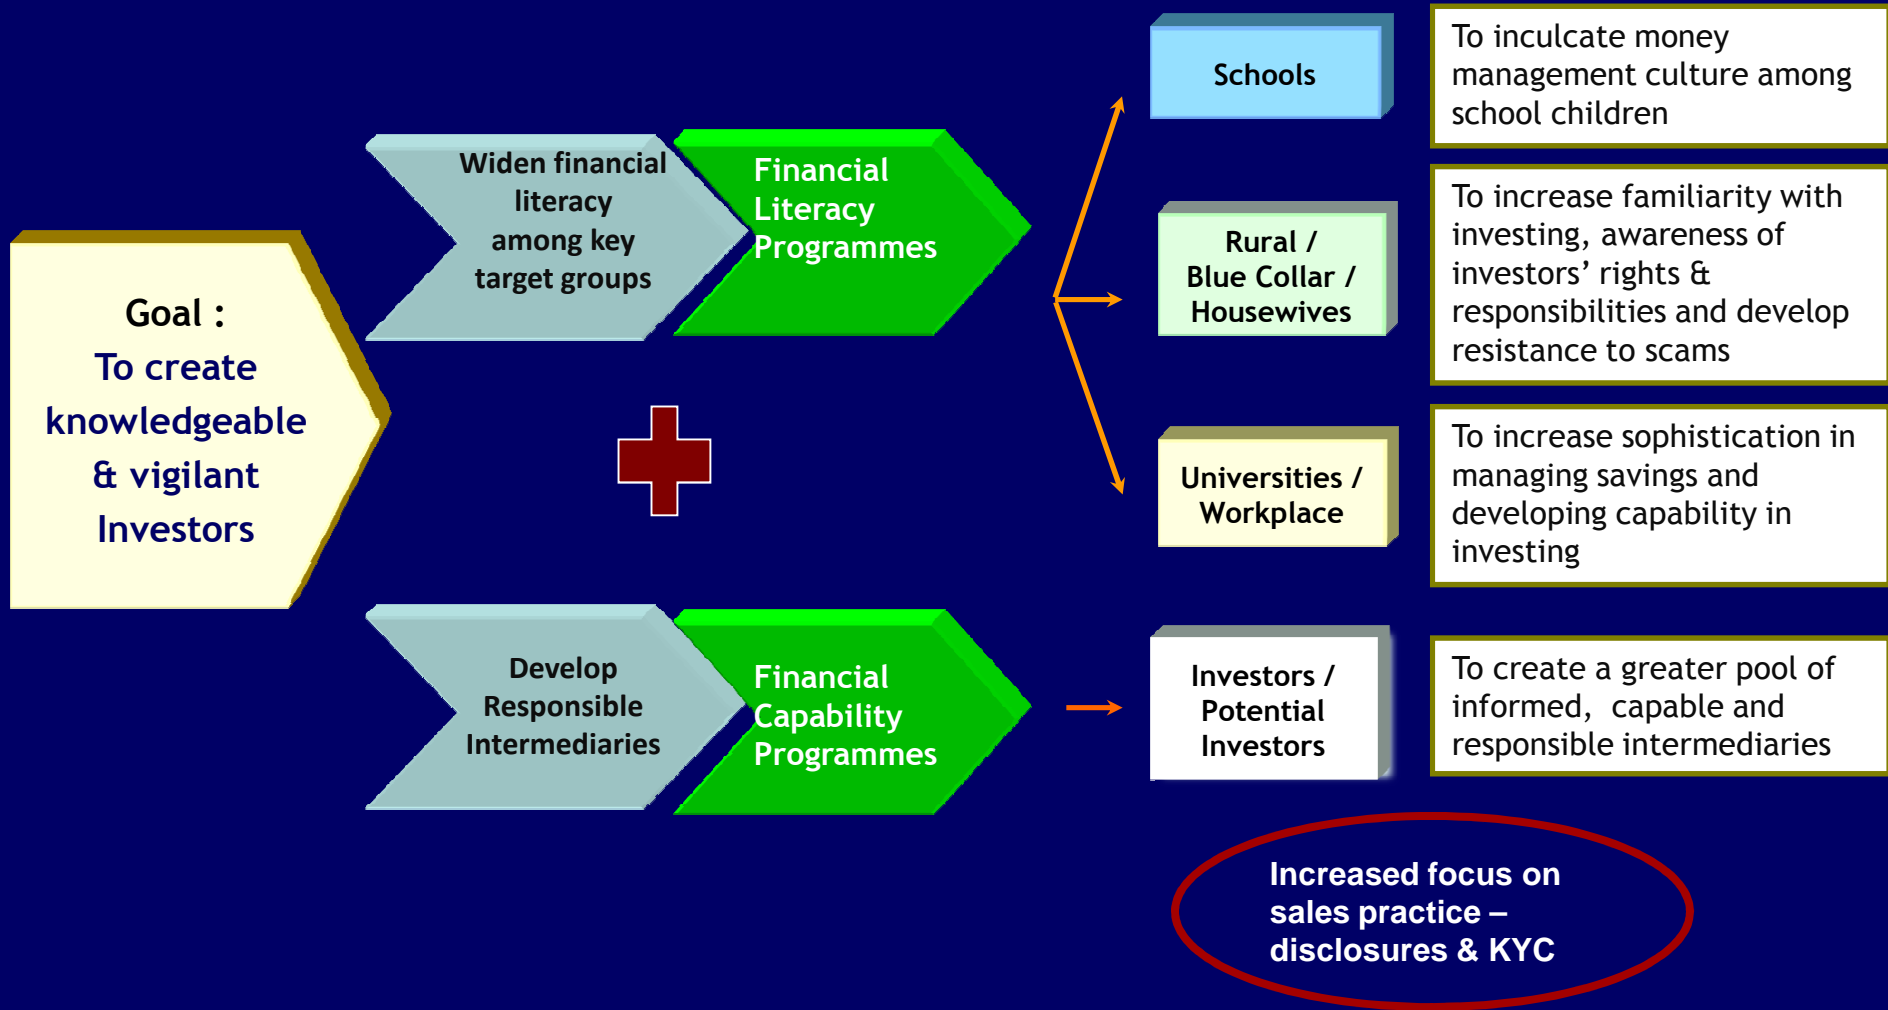 Goal :
To create
knowledgeable
& vigilant
Investors
Widen financial
literacy
among key
target groups
Financial
Literacy
Programmes
Schools
To inculcate money
management culture among
school children
Rural /
Blue Collar /
Housewives
To increase familiarity with
investing, awareness of
investors’ rights &
responsibilities and develop
resistance to scams
Universities /
Workplace
To increase sophistication in
managing savings and
developing capability in
investing
Develop
Responsible
Intermediaries
Financial
Capability
Programmes
Investors /
Potential
Investors
To create a greater pool of
informed,  capable and
responsible intermediaries
Increased focus on
sales practice –
disclosures & KYC